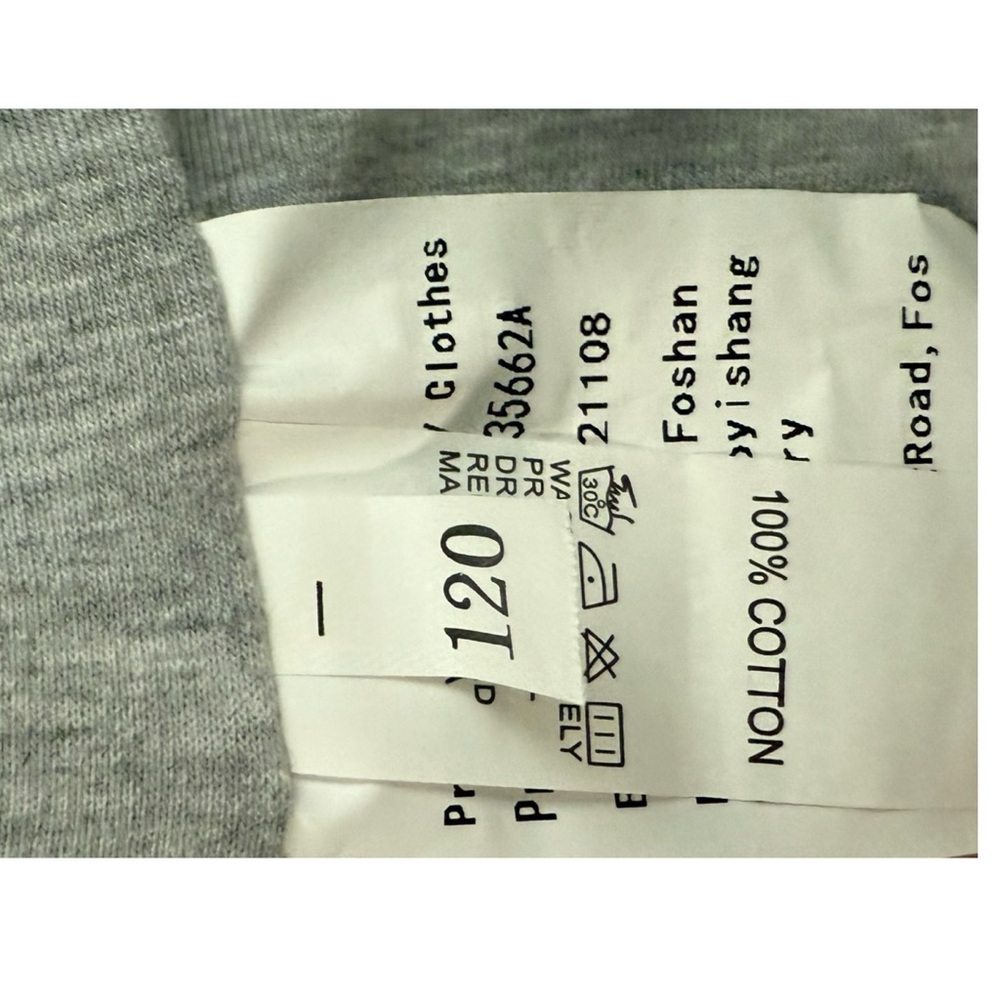 120
Clothes
35662A
21108
Foshan
yishang
ry
Road, Fos
WA
PR
DR
RE
MA
ELY
D
30°C
100% COTTON
Pr